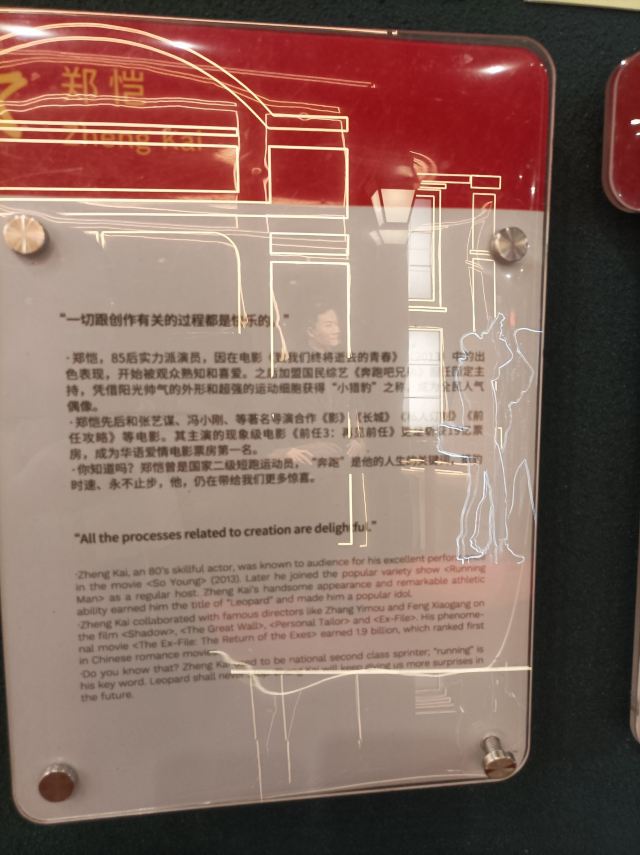 郑恺
Zheng Kai
“一切跟创作有关的过程都是快乐的。”
·郑恺，85后实力派演员，因在电影《致我们终将逝去的青春》 中的出
色表现，开始被观众熟知和喜爱。之后加盟国民综艺《奔跑吧兄弟》 固定主
持，凭借阳光帅气的外形和超强的运动细胞获得“小猎豹”之称，成为全民人气
偶像。
·郑恺先后和张艺谋、冯小刚、等著名导演合作《影》《长城》《私人订制》《前
任攻略》等电影。其主演的现象级电影《前任3：再见前任》 19亿票
房，成为华语爱情电影票房第一名。
·你知道吗？郑恺曾是国家二级短跑运动员，“奔跑”是他的人生的关键词，
时速、永不止步，他，仍在带给我们更多惊喜。
“All the processes related to creation are delightful.”
·Zheng Kai, an 80's skillful actor, was known to audience for his excellent
in the movie <So Young> (2013). Later he joined the popular variety show <Running
Man> as a regular host. Zheng Kai's handsome appearance and remarkable athletic
ability earned him the title of "Leopard" and made him a popular idol.
·Zheng Kai collaborated with famous directors like Zhang Yimou and Feng Xiaogang on
the film <Shadow>, <The Great Wall>, <Personal Tailor> and <Ex-File>. His phenome-
nal movie <The Ex-File: The Return of the Exes> earned 1.9 billion, which ranked first
in Chinese romance movie
·Do you know that? Zheng Kai used to be national second class sprinter; "running" is
his key word. Leopard shall never Kai will keep giving us more surprises in
the future.